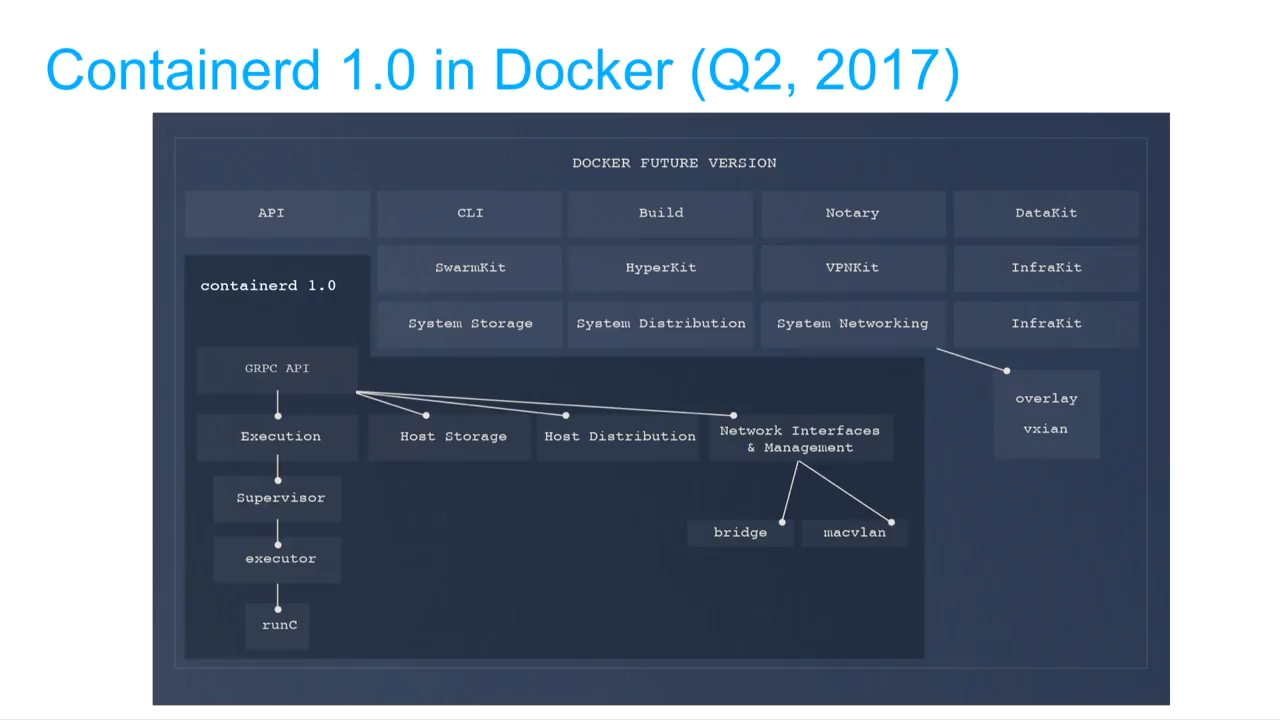 Containerd 1.0 in Docker (Q2, 2017)
DOCKER FUTURE VERSION
API
CLI
Build
Notary
DataKit
SwarmKit
HyperKit
VPNKit
InfraKit
containerd 1.0
System Storage
System Distribution
System Networking
InfraKit
GRPC API
overlay
vxian
Execution
Host Storage
Host Distribution
Network Interfaces
& Management
Supervisor
bridge
macvlan
executor
runC